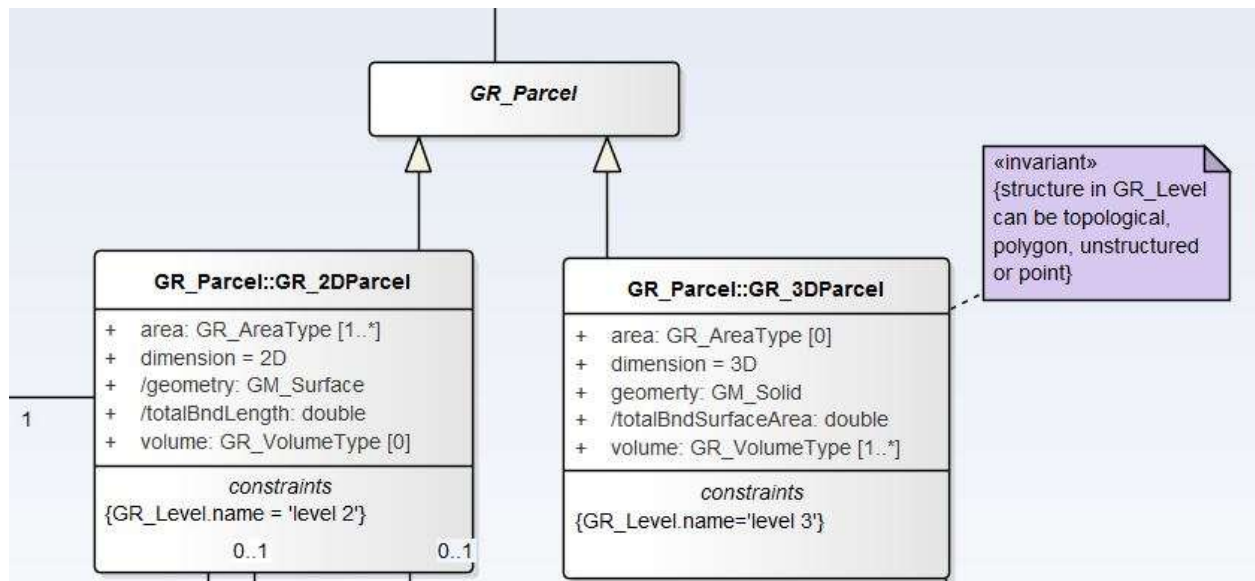 GR_Parcel
«invariant»
{structure in GR_Level
can be topological,
polygon, unstructured
or point}
GR_Parcel::GR_2DParcel
+ area: GR_AreaType [1..*]
+ dimension = 2D
+ /geometry: GM_Surface
+ /totalBndLength: double
+ volume: GR_VolumeType [0]
constraints
{GR_Level.name = 'level 2'}
0..1
0..1
1
GR_Parcel::GR_3DParcel
+ area: GR_AreaType [0]
+ dimension = 3D
+ geomerty: GM_Solid
+ /totalBndSurfaceArea: double
+ volume: GR_VolumeType [1..*]
constraints
{GR_Level.name='level 3'}